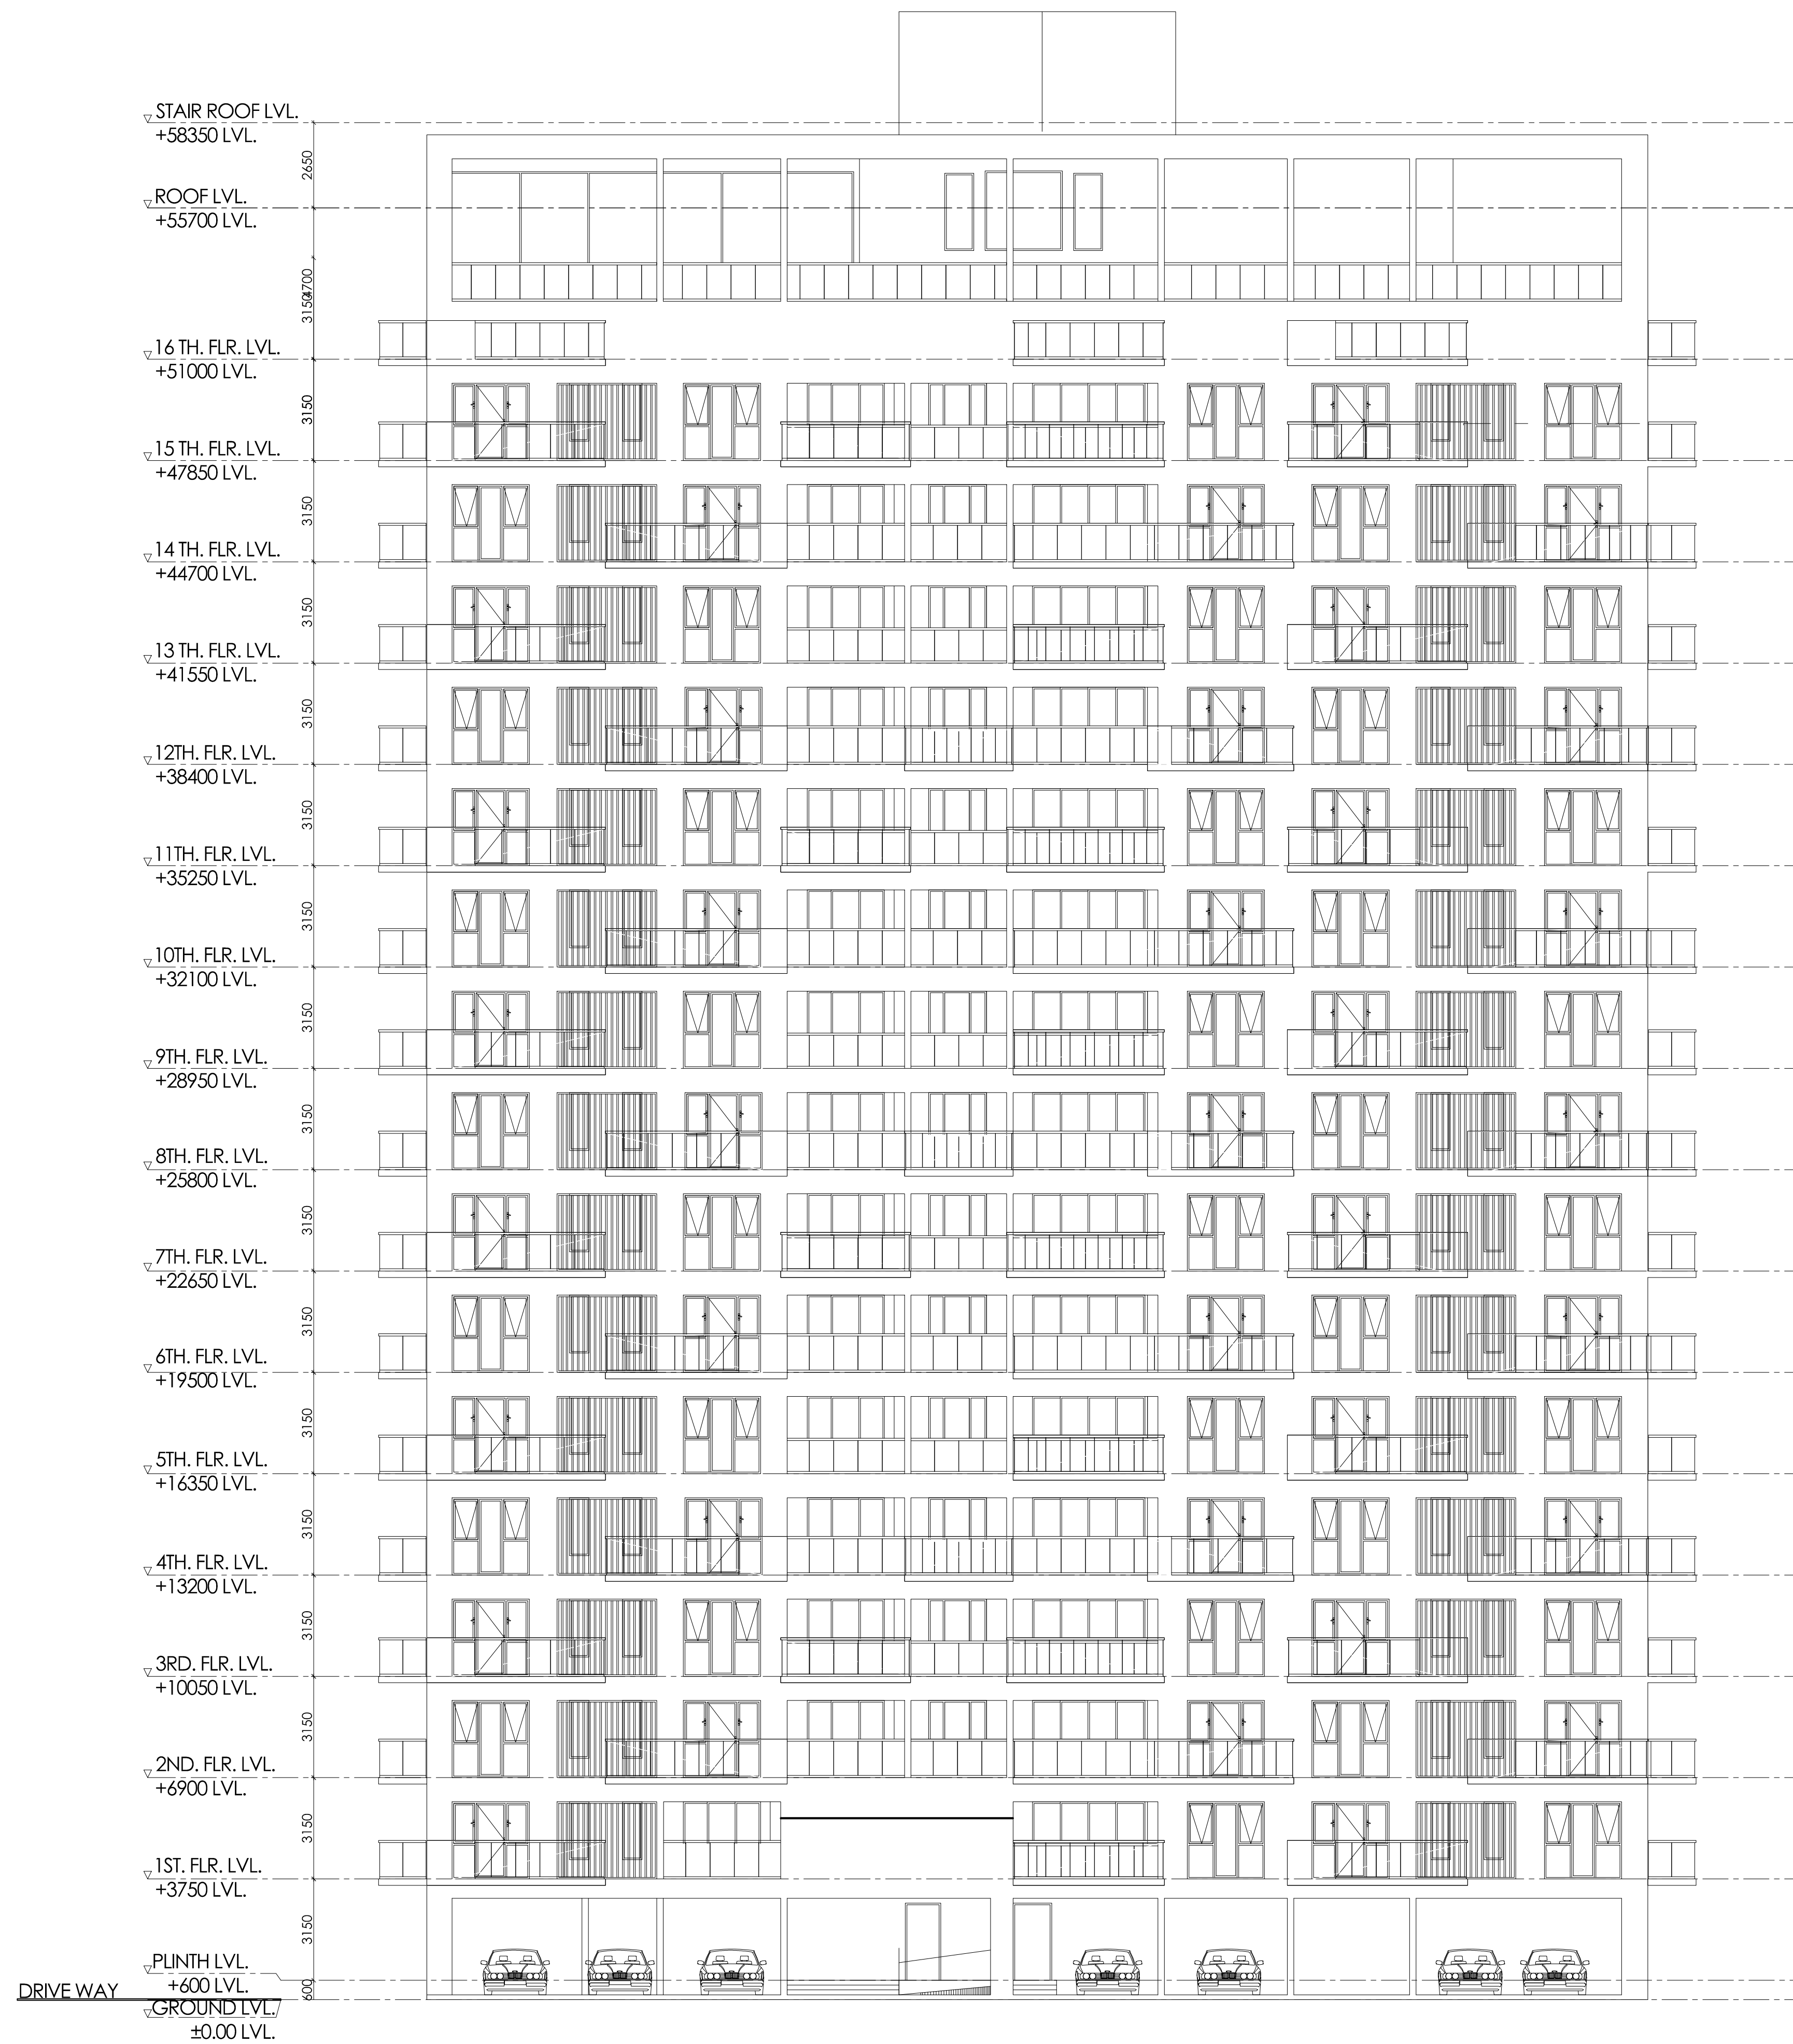 STAIR ROOF LVL.
+58350 LVL.
2650
ROOF LVL.
+55700 LVL.
4700
3150
16 TH. FLR. LVL.
+51000 LVL.
3150
15 TH. FLR. LVL.
+47850 LVL.
3150
14 TH. FLR. LVL.
+44700 LVL.
3150
13 TH. FLR. LVL.
+41550 LVL.
3150
12TH. FLR. LVL.
+38400 LVL.
3150
11TH. FLR. LVL.
+35250 LVL.
3150
10TH. FLR. LVL.
+32100 LVL.
3150
9TH. FLR. LVL.
+28950 LVL.
3150
8TH. FLR. LVL.
+25800 LVL.
3150
7TH. FLR. LVL.
+22650 LVL.
3150
6TH. FLR. LVL.
+19500 LVL.
3150
5TH. FLR. LVL.
+16350 LVL.
3150
4TH. FLR. LVL.
+13200 LVL.
3150
3RD. FLR. LVL.
+10050 LVL.
3150
2ND. FLR. LVL.
+6900 LVL.
3150
1ST. FLR. LVL.
+3750 LVL.
3150
PLINTH LVL.
+600 LVL.
600
DRIVE WAY
GROUND LVL.
±0.00 LVL.